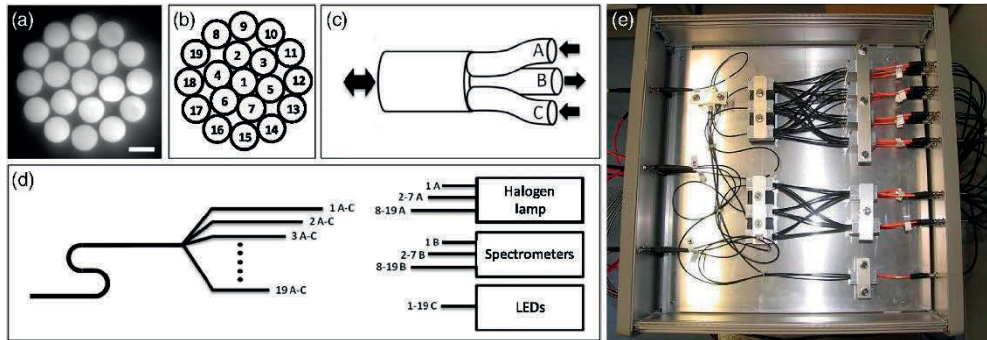 (a)
(b)
8
9
10
19
2
3
11
18
4
1
5
12
17
6
7
13
16
15
14
(c)
A
B
C
(d)
1 A-C
2 A-C
3 A-C
19 A-C
1 A
2-7 A
8-19 A
Halogen
lamp
1 B
2-7 B
8-19 B
Spectrometers
1-19 C
LEDs
(e)